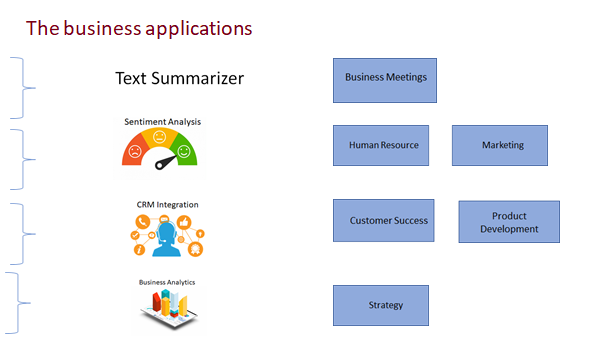 The business applications
Text Summarizer
Business Meetings
Sentiment Analysis
Human Resource
Marketing
CRM Integration
Customer Success
Product
Development
Business Analytics
Strategy